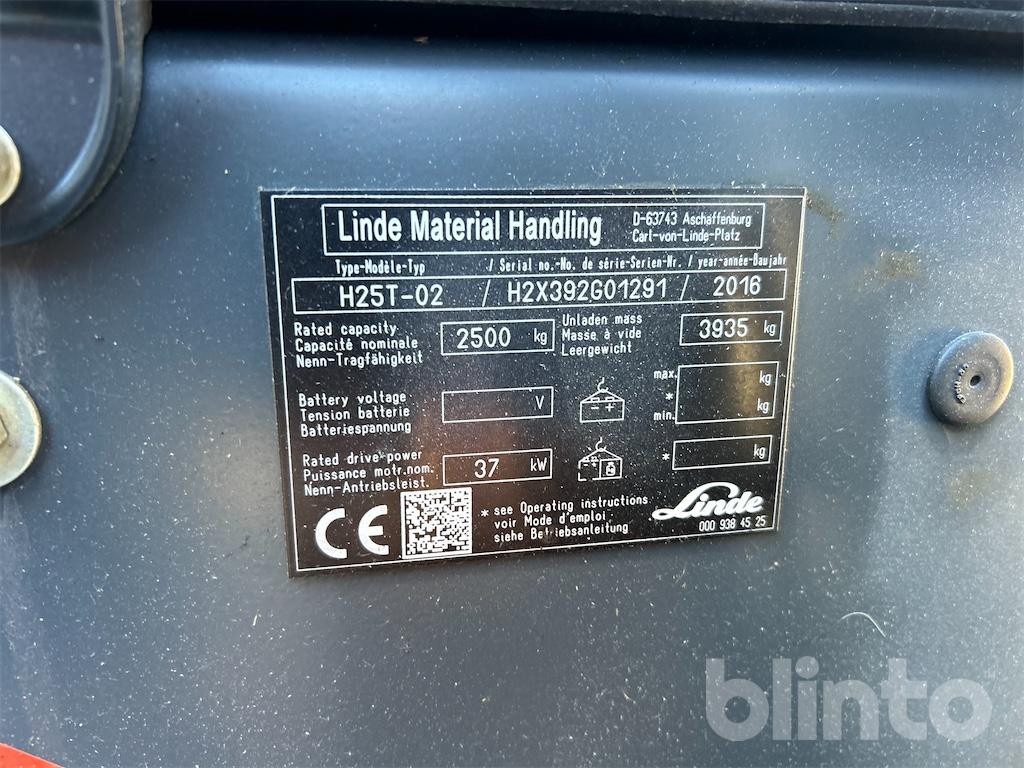 Linde Material Handling
D-63743 Aschaffenburg
Carl-von-Linde-Platz
Type-Modèle-Typ / Serial no.-No. de série-Serien-Nr. / year-année-Baujahr
H25T-02 / H2X392G01291 / 2016
Rated capacity
Capacité nominale
Nenn-Tragfähigkeit
2500 kg
Unladen mass
Masse à vide
Leergewicht
3935 kg
Battery voltage
Tension batterie
Batteriespannung
V
- +
max. kg
*
min. kg
Rated drive-power
Puissance motr.nom.
Nenn-Antriebsleist.
37 kW
* kg
CE
* see Operating instructions
voir Mode d'emploi
siehe Betriebsanleitung
Linde
000 938 45 25
blinto